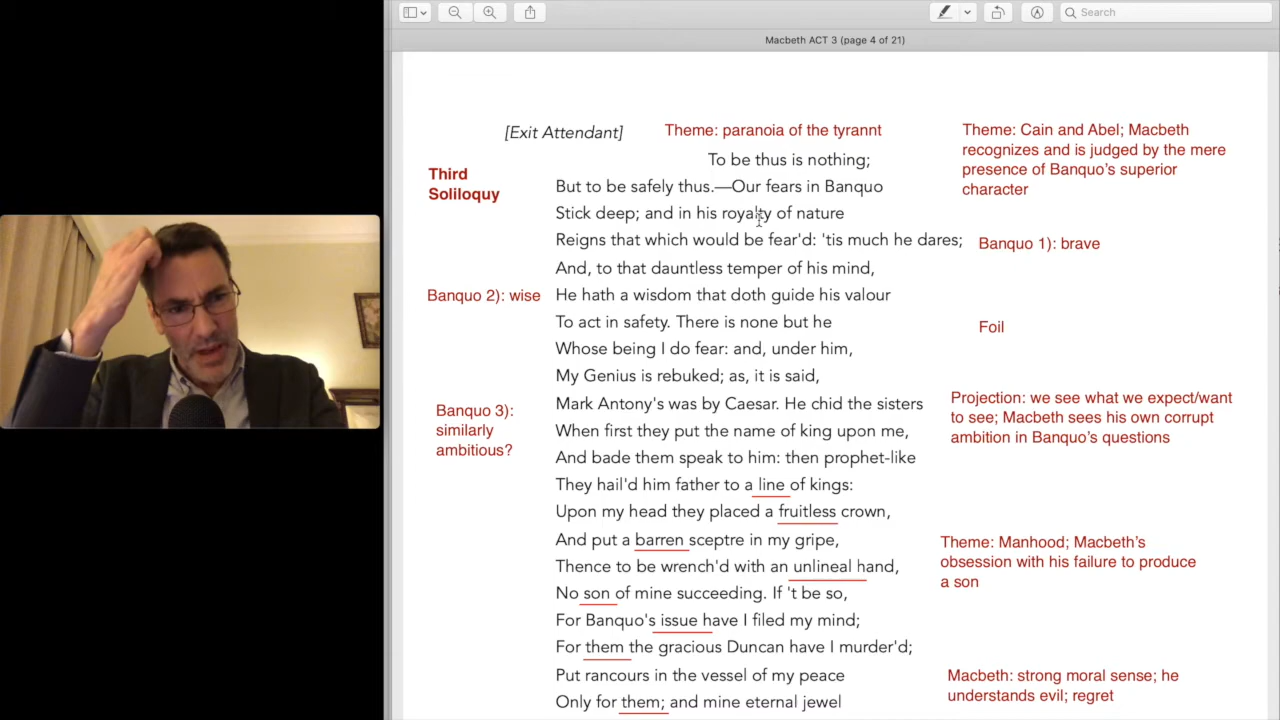 Search
Macbeth ACT 3 (page 4 of 21)
[Exit Attendant]
Theme: paranoia of the tyrannt
Theme: Cain and Abel; Macbeth
recognizes and is judged by the mere
presence of Banquo's superior
character
Third
Soliloquy
To be thus is nothing;
But to be safely thus.—Our fears in Banquo
Stick deep; and in his royalty of nature
Reigns that which would be fear'd: 'tis much he dares;
Banquo 1): brave
And, to that dauntless temper of his mind,
Banquo 2): wise
He hath a wisdom that doth guide his valour
To act in safety. There is none but he
Foil
Whose being I do fear: and, under him,
My Genius is rebuked; as, it is said,
Mark Antony's was by Caesar. He chid the sisters
Projection: we see what we expect/want
to see; Macbeth sees his own corrupt
ambition in Banquo's questions
Banquo 3):
similarly
ambitious?
When first they put the name of king upon me,
And bade them speak to him: then prophet-like
They hail'd him father to a line of kings:
Upon my head they placed a fruitless crown,
And put a barren sceptre in my gripe,
Theme: Manhood; Macbeth's
obsession with his failure to produce
a son
Thence to be wrench'd with an unlineal hand,
No son of mine succeeding. If 't be so,
For Banquo's issue have I filed my mind;
For them the gracious Duncan have I murder'd;
Put rancours in the vessel of my peace
Only for them; and mine eternal jewel
Macbeth: strong moral sense; he
understands evil; regret